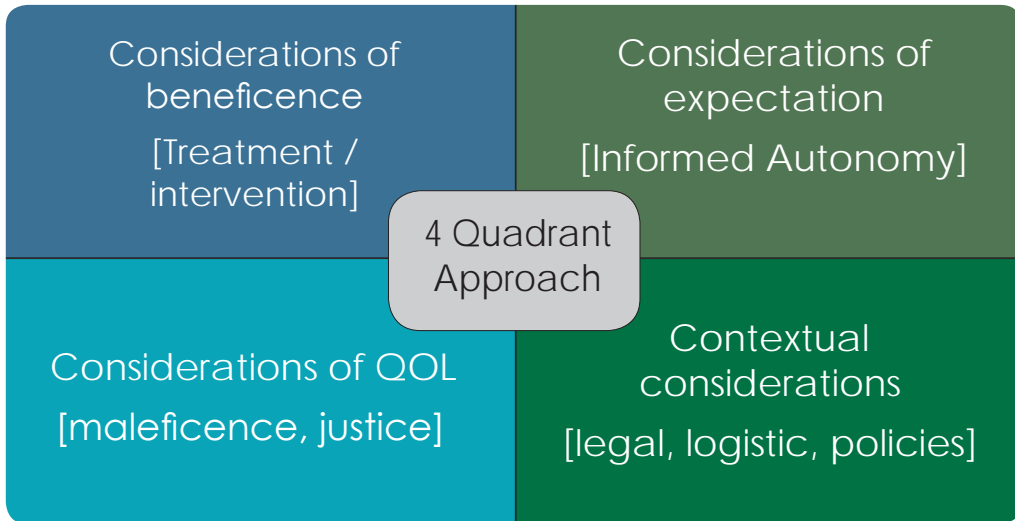 Considerations of
beneficence
[Treatment /
intervention]
Considerations of
expectation
[Informed Autonomy]
4 Quadrant
Approach
Considerations of QOL
[maleficence, justice]
Contextual
considerations
[legal, logistic, policies]